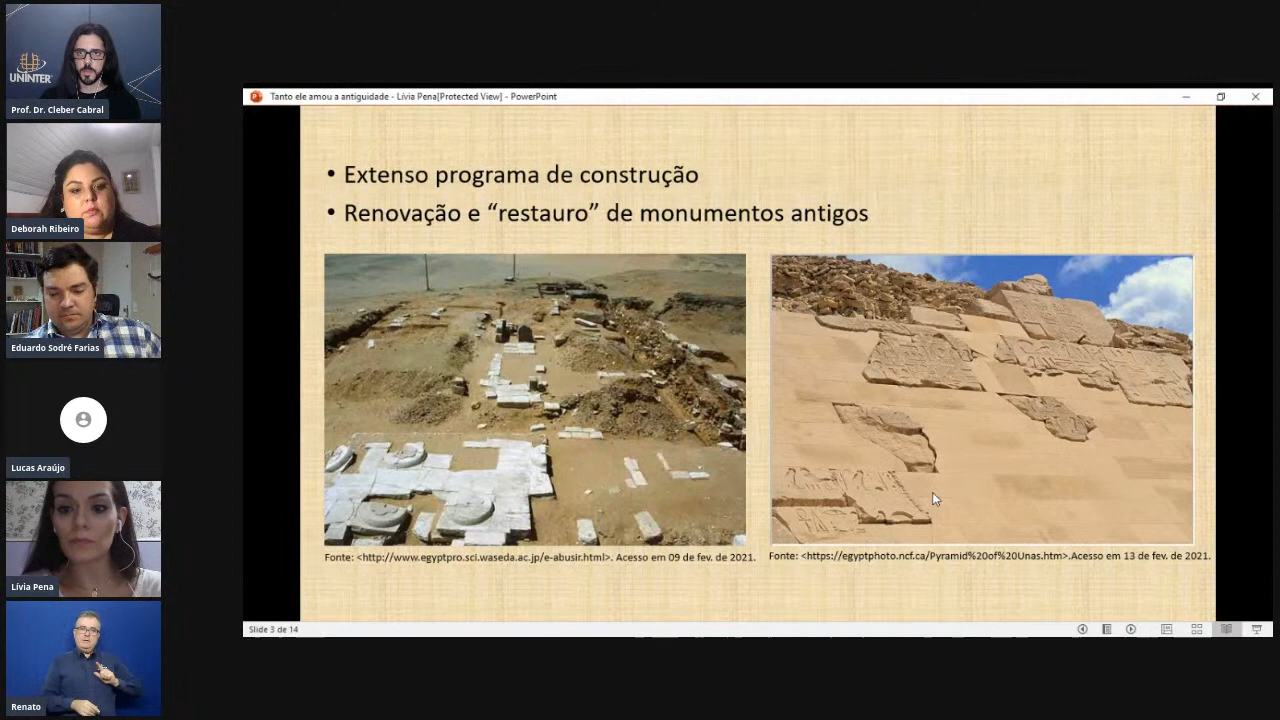 UNINTER
Prof. Dr. Cleber Cabral
Deborah Ribeiro
Eduardo Sodré Farias
Lucas Araújo
Lívia Pena
Renato
Tanto ele amou a antiguidade - Lívia Pena[Protected View] - PowerPoint
• Extenso programa de construção
• Renovação e “restauro” de monumentos antigos
Fonte: <http://www.egyptpro.sci.waseda.ac.jp/e-abusir.html>. Acesso em 09 de fev. de 2021.
Fonte: <https://egyptphoto.ncf.ca/Pyramid%20of%20Unas.htm>.Acesso em 13 de fev. de 2021.
Slide 3 de 14